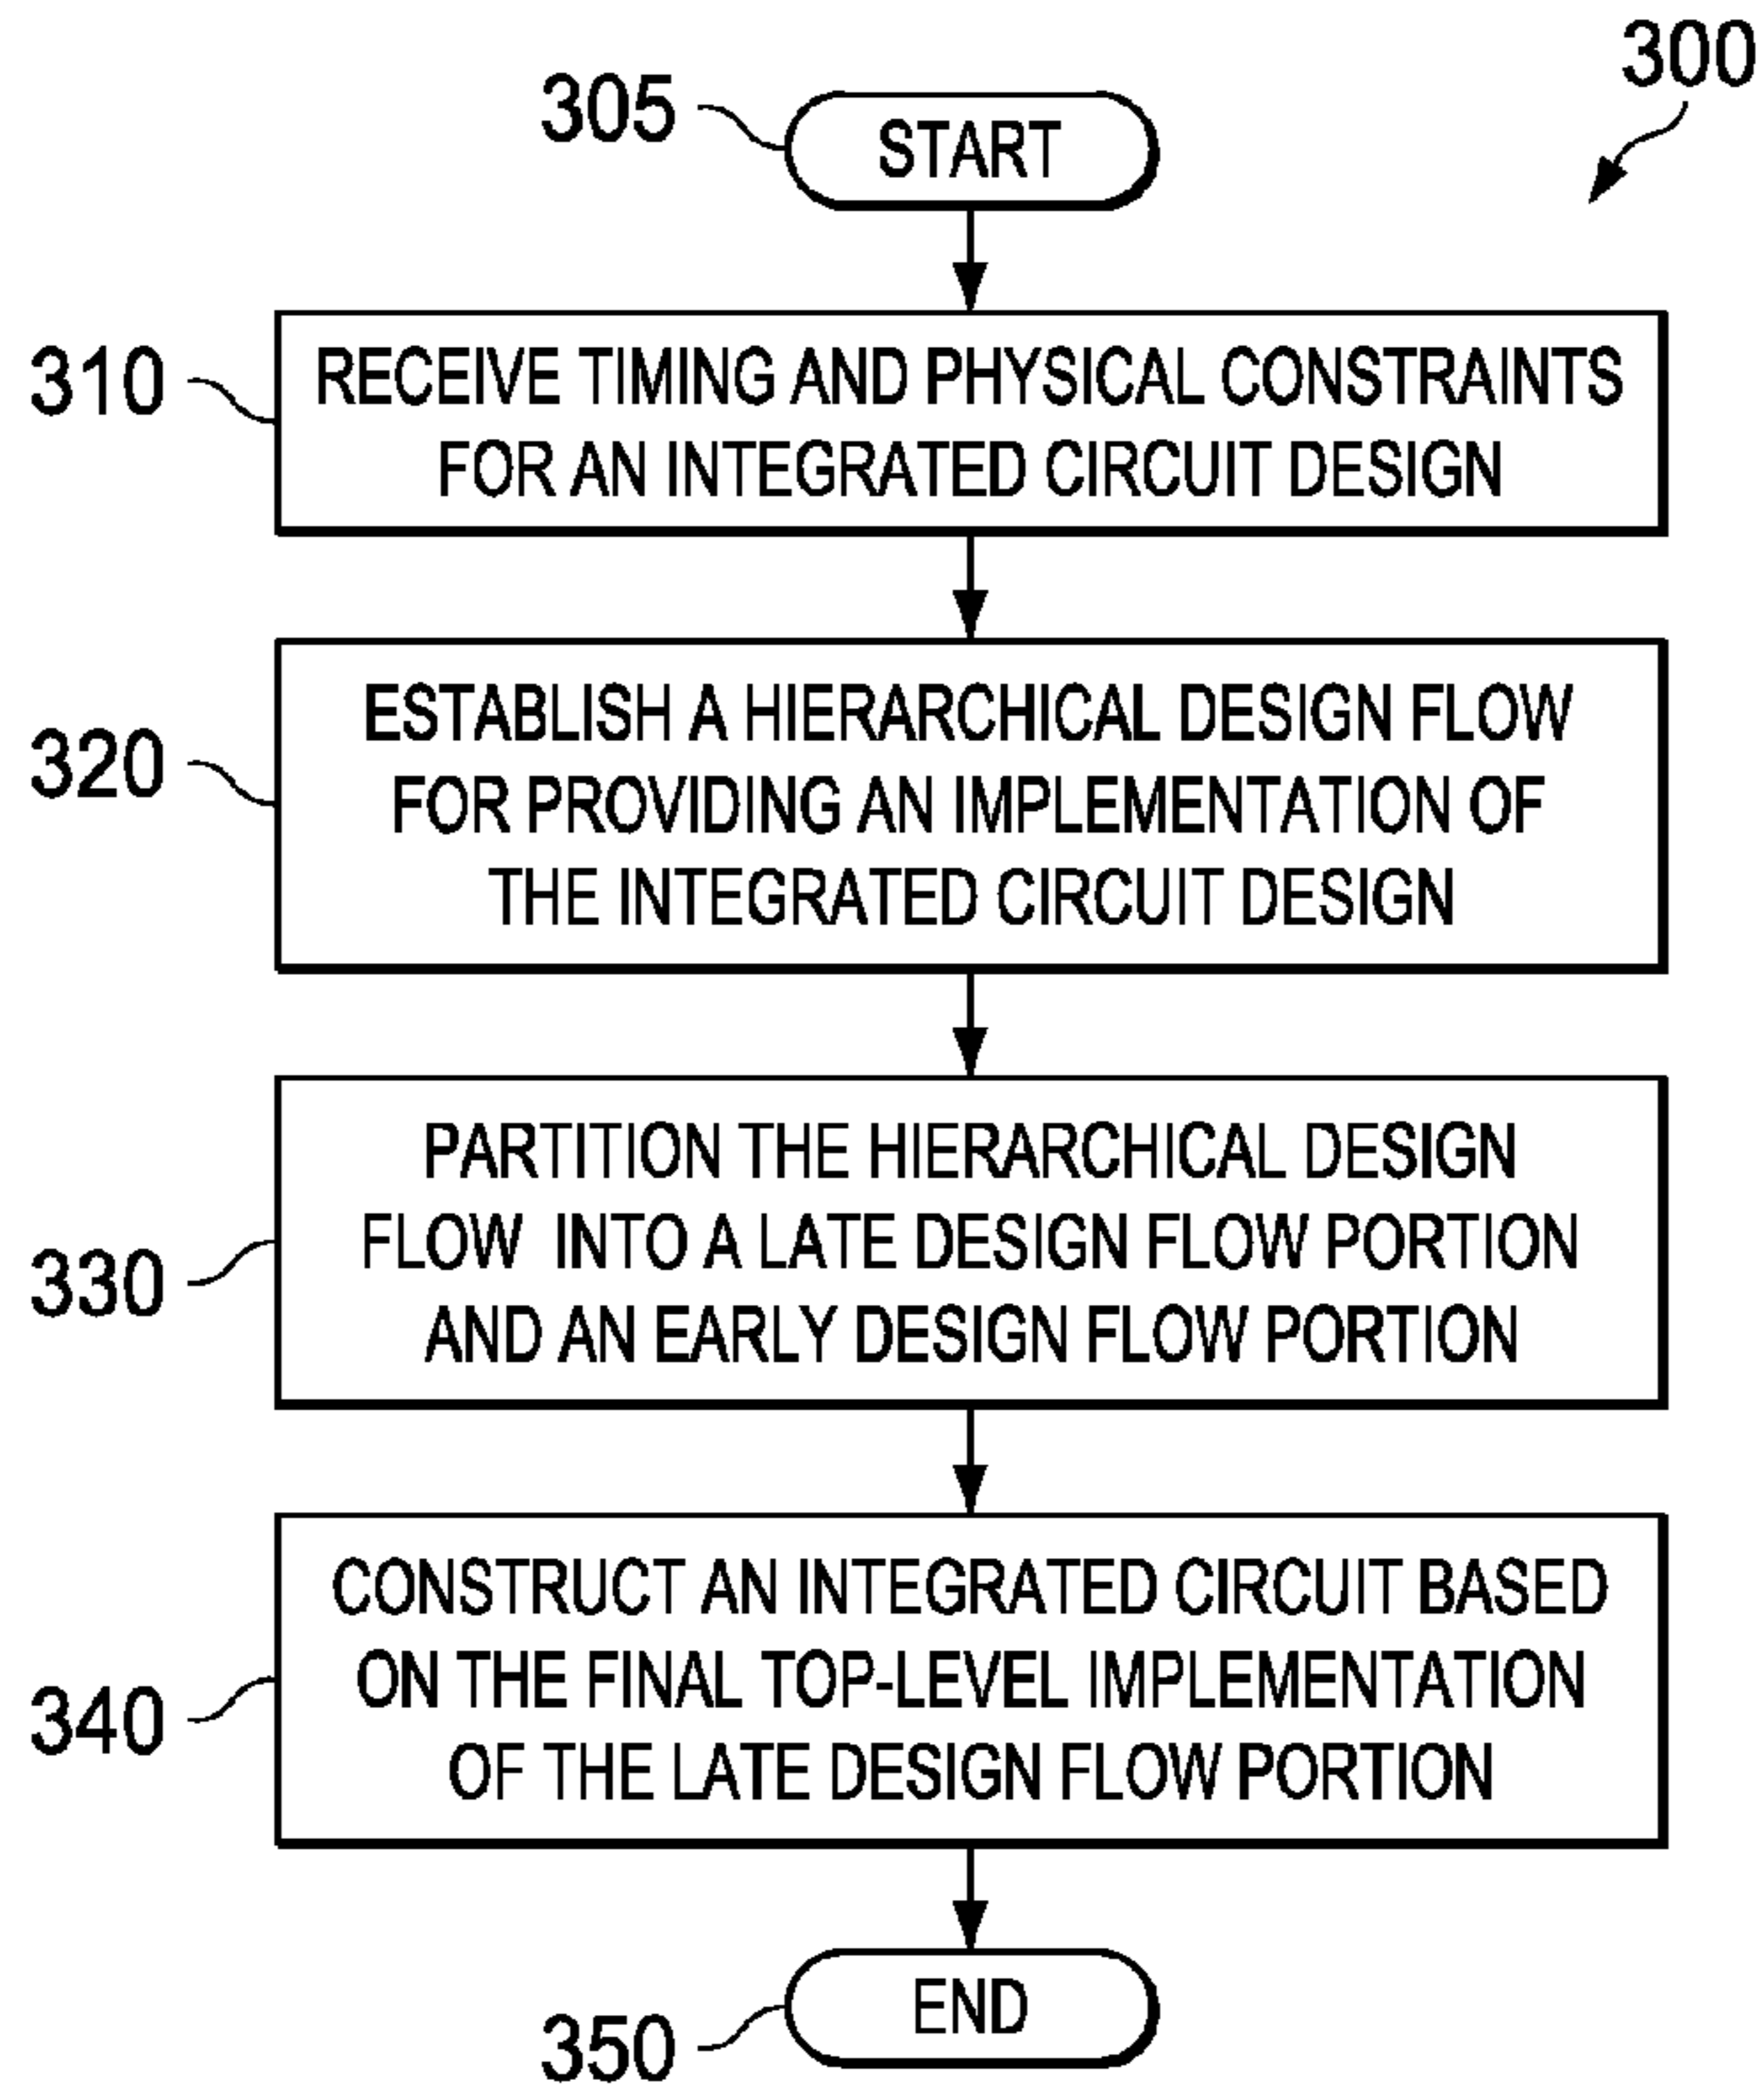 300
305
START
310
RECEIVE TIMING AND PHYSICAL CONSTRAINTS
FOR AN INTEGRATED CIRCUIT DESIGN
320
ESTABLISH A HIERARCHICAL DESIGN FLOW
FOR PROVIDING AN IMPLEMENTATION OF
THE INTEGRATED CIRCUIT DESIGN
330
PARTITION THE HIERARCHICAL DESIGN
FLOW INTO A LATE DESIGN FLOW PORTION
AND AN EARLY DESIGN FLOW PORTION
340
CONSTRUCT AN INTEGRATED CIRCUIT BASED
ON THE FINAL TOP-LEVEL IMPLEMENTATION
OF THE LATE DESIGN FLOW PORTION
350
END